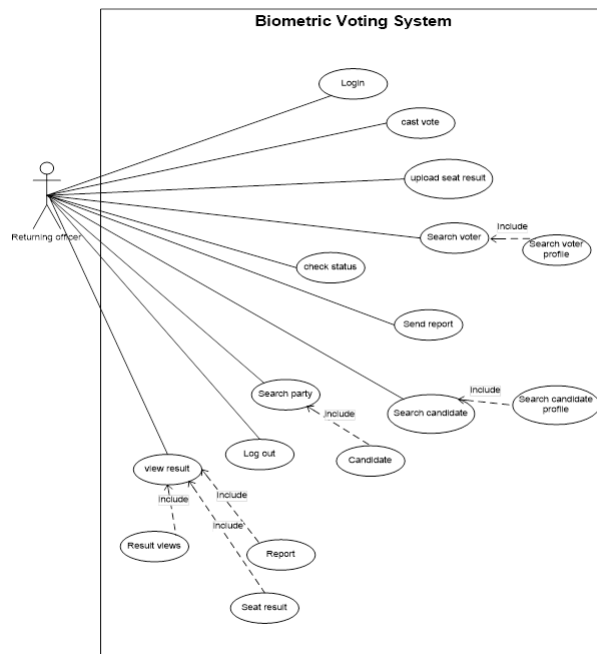 Biometric Voting System
Login
cast vote
upload seat result
Returning officer
Search voter
Include
Search voter
profile
check status
Send report
Search party
Include
Search candidate
Include
Search candidate
profile
Log out
Candidate
view result
Include
Include
Include
Result views
Report
Seat result